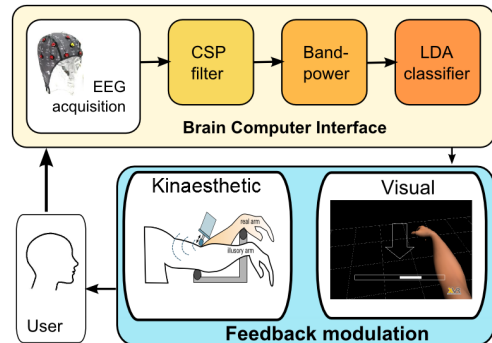 EEG
acquisition
CSP
filter
Band-
power
LDA
classifier
Brain Computer Interface
Kinaesthetic
real arm
illusory arm
Visual
User
Feedback modulation